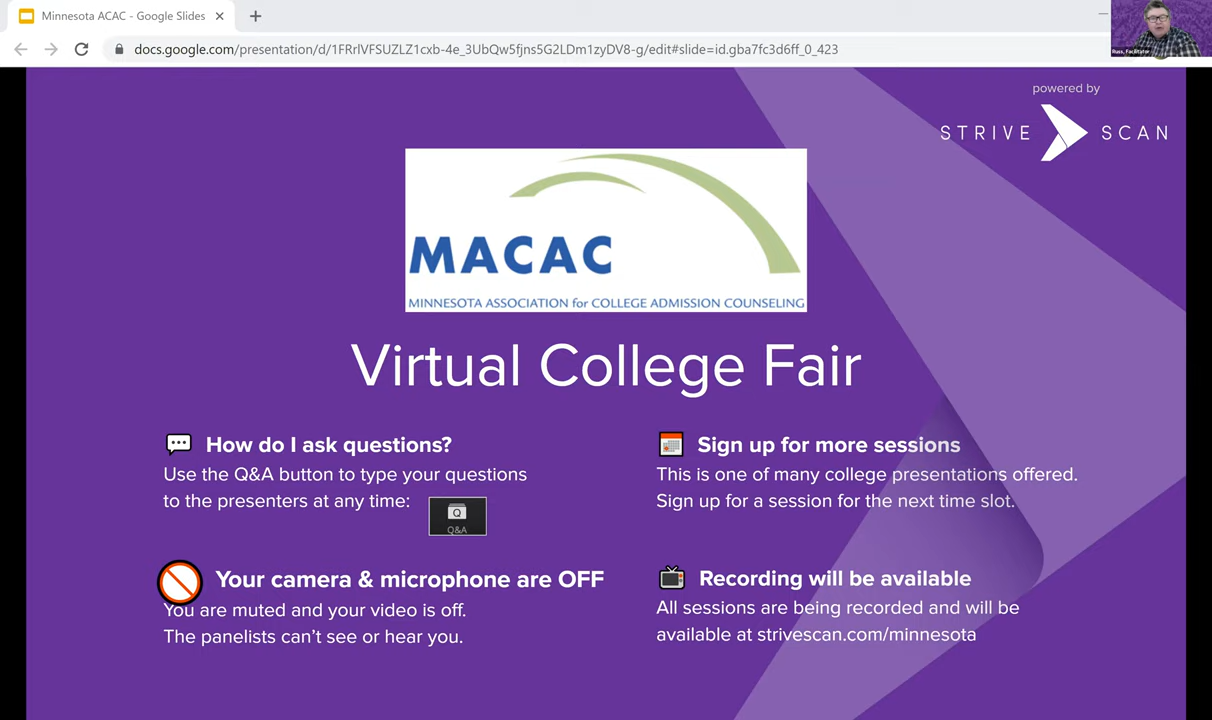 Minnesota ACAC - Google Slides
docs.google.com/presentation/d/1FRrlVFSUZLZ1cxb-4e_3UbQw5fjns5G2LDm1zyDV8-g/edit#slide=id.gba7fc3d6ff_0_423
Russ, Facilitator
powered by
STRIVE SCAN
MACAC
MINNESOTA ASSOCIATION for COLLEGE ADMISSION COUNSELING
Virtual College Fair
How do I ask questions?
Use the Q&A button to type your questions
to the presenters at any time:
Q
Q&A
Sign up for more sessions
This is one of many college presentations offered.
Sign up for a session for the next time slot.
Your camera & microphone are OFF
You are muted and your video is off.
The panelists can't see or hear you.
Recording will be available
All sessions are being recorded and will be
available at strivescan.com/minnesota